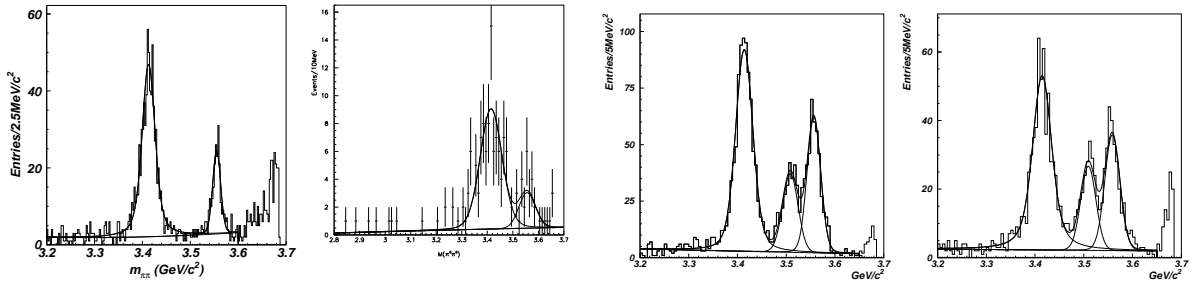 Entries/2.5MeV/c²
60
40
20
0
3.2 3.3 3.4 3.5 3.6 3.7
m_ππ (GeV/c²)
Events/10MeV
16
14
12
10
8
6
4
2
0
2.8 2.9 3 3.1 3.2 3.3 3.4 3.5 3.6 3.7
M(π⁰π⁰)
Entries/5MeV/c²
100
75
50
25
0
3.2 3.3 3.4 3.5 3.6 3.7
GeV/c²
Entries/5MeV/c²
60
40
20
0
3.2 3.3 3.4 3.5 3.6 3.7
GeV/c²